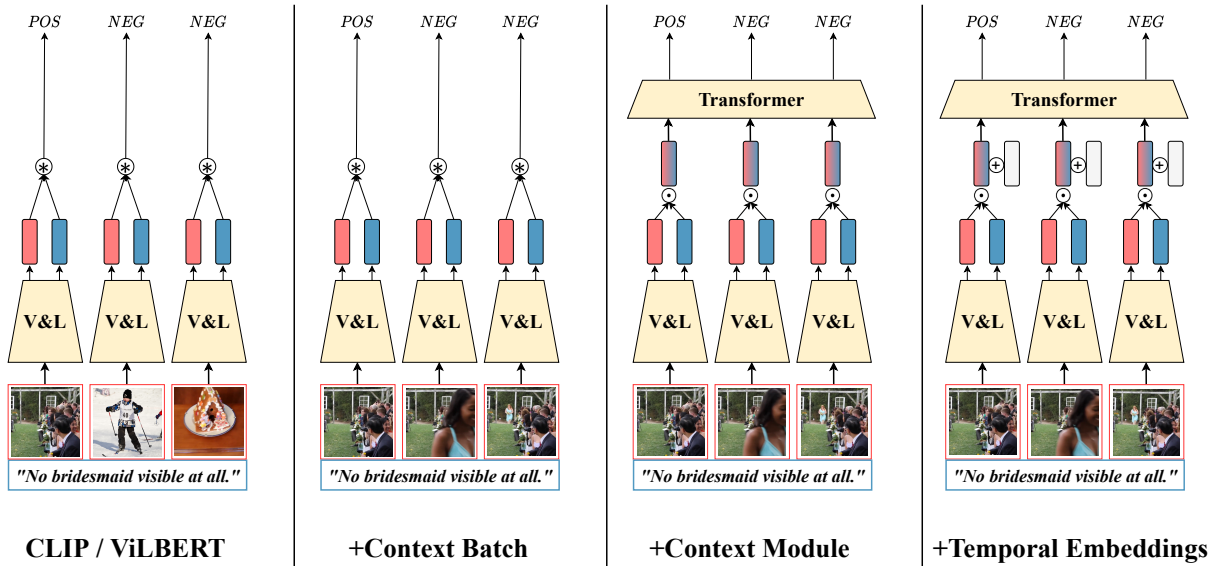 POS NEG NEG
V&L V&L V&L
"No bridesmaid visible at all."
CLIP / ViLBERT
POS NEG NEG
V&L V&L V&L
"No bridesmaid visible at all."
+Context Batch
POS NEG NEG
Transformer
V&L V&L V&L
"No bridesmaid visible at all."
+Context Module
POS NEG NEG
Transformer
V&L V&L V&L
"No bridesmaid visible at all."
+Temporal Embeddings